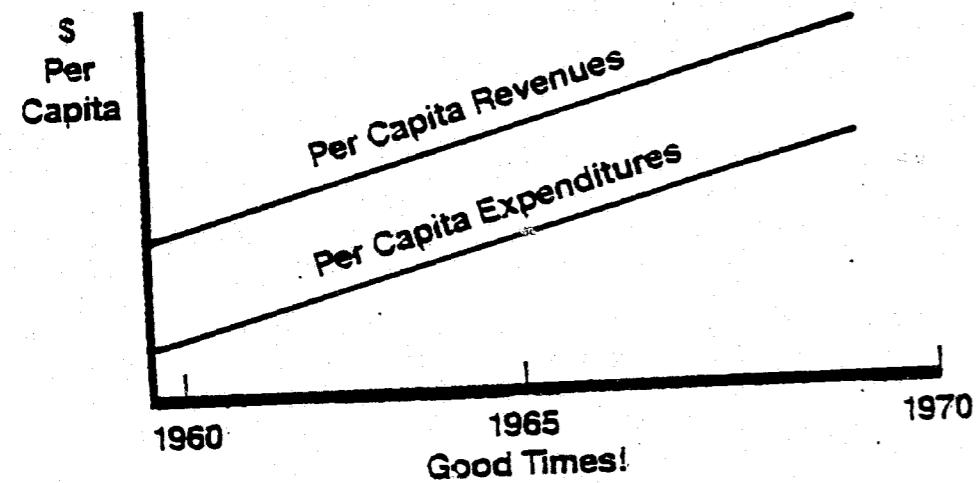 $
Per
Capita
Per Capita Revenues
Per Capita Expenditures
1960
1965
1970
Good Times!